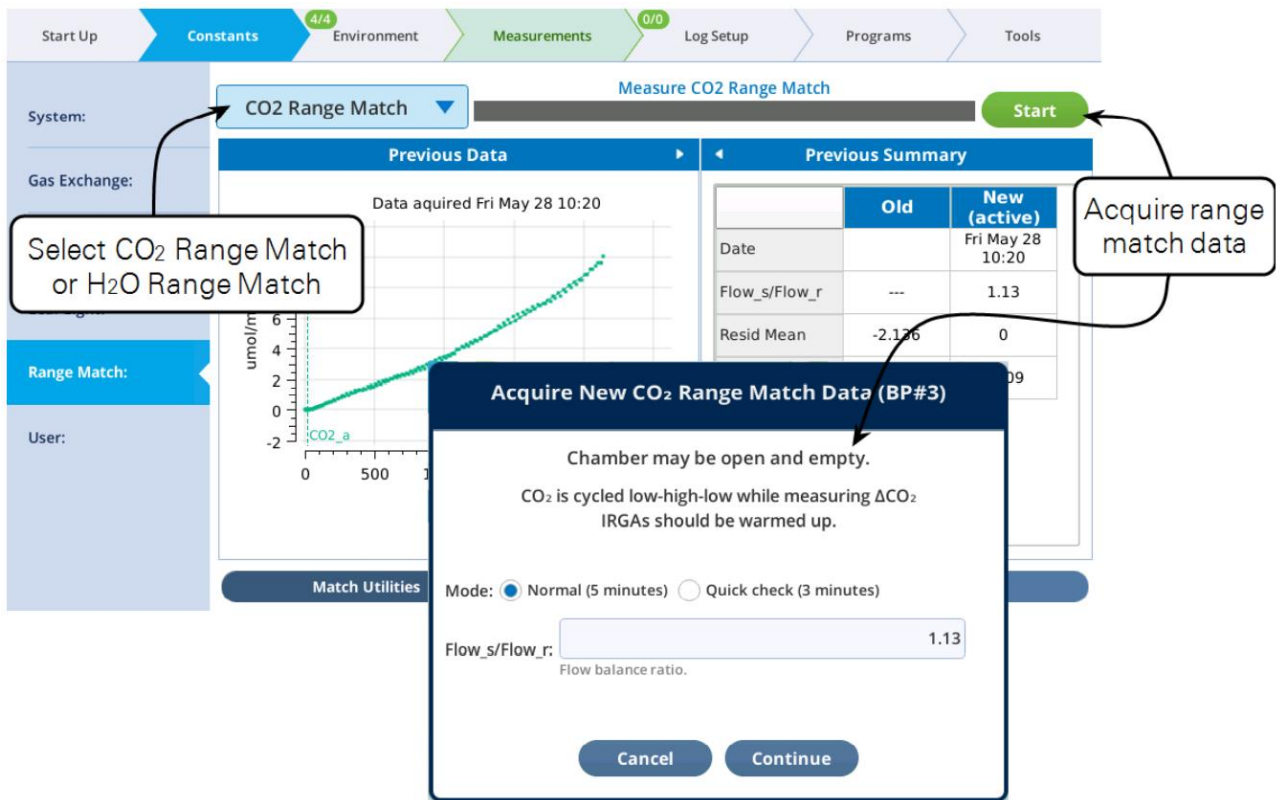 Start Up
Constants
4/4
Environment
Measurements
0/0
Log Setup
Programs
Tools
System:
Gas Exchange:
Range Match:
User:
CO2 Range Match
Measure CO2 Range Match
Start
Select CO₂ Range Match
or H₂O Range Match
Acquire range
match data
Previous Data
Data aquired Fri May 28 10:20
umol/m
6
4
2
0
-2
CO2_a
0
500
Previous Summary
Old
New
(active)
Date
Fri May 28
10:20
Flow_s/Flow_r
---
1.13
Resid Mean
-2.136
0
09
Match Utilities
Acquire New CO₂ Range Match Data (BP#3)
Chamber may be open and empty.
CO₂ is cycled low-high-low while measuring ΔCO₂
IRGAs should be warmed up.
Mode: Normal (5 minutes) Quick check (3 minutes)
Flow_s/Flow_r:
1.13
Flow balance ratio.
Cancel
Continue